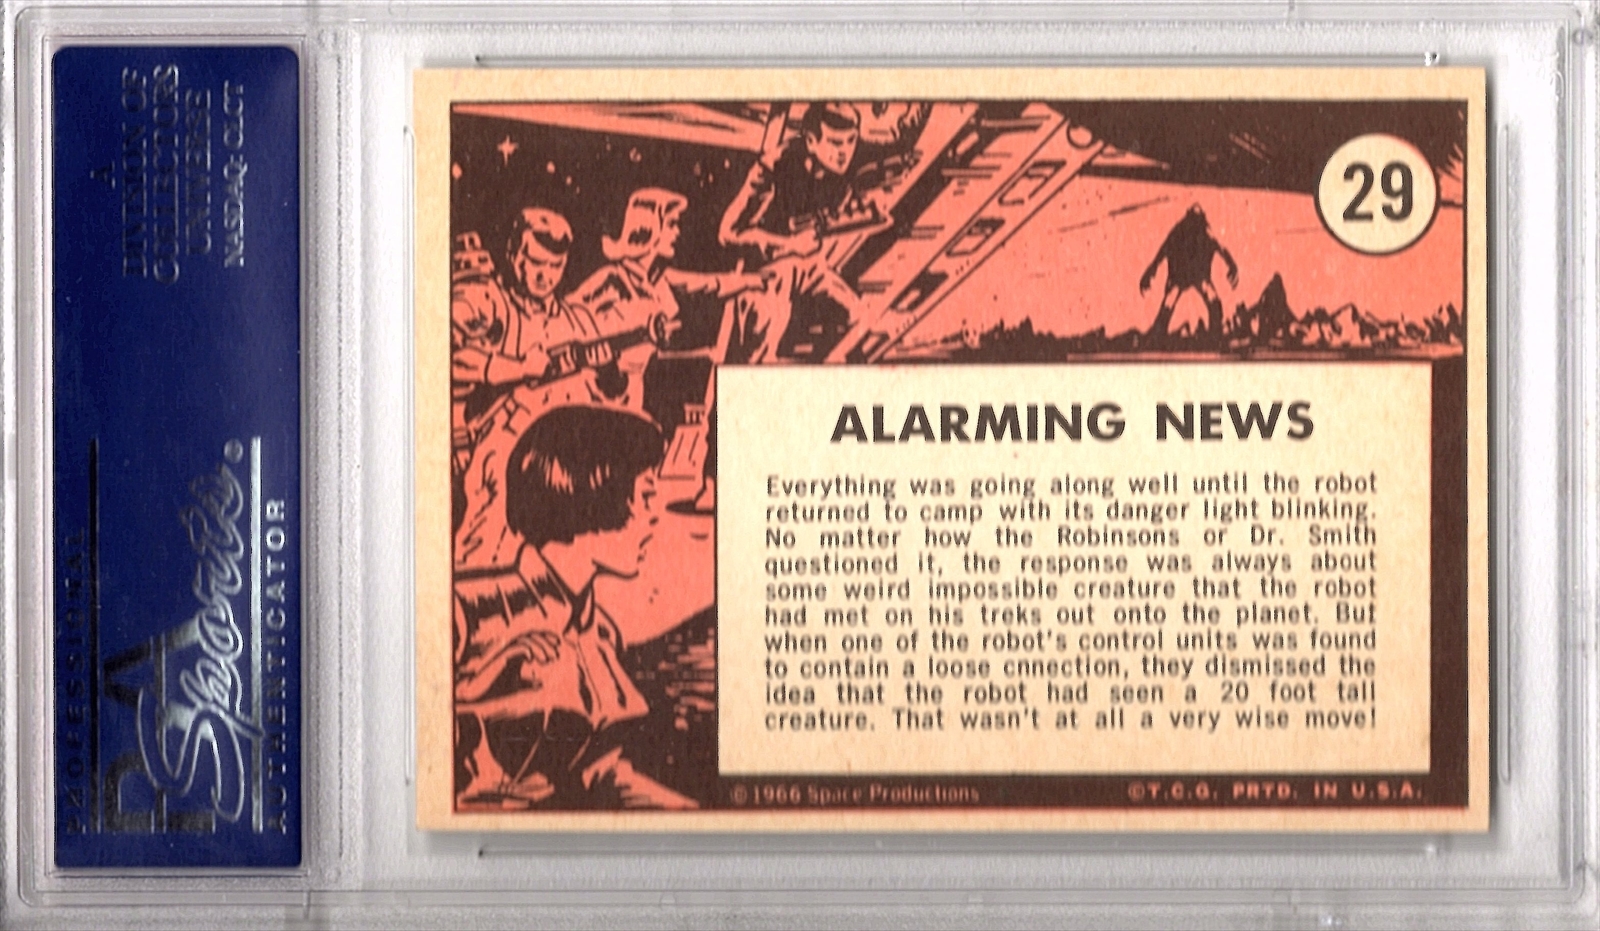 A
DIVISION OF
COLLECTORS
UNIVERSE
NASDAQ: CLCT
PROFESSIONAL
PSA
Sports®
AUTHENTICATOR
29
ALARMING NEWS
Everything was going along well until the robot
returned to camp with its danger light blinking.
No matter how the Robinsons or Dr. Smith
questioned it, the response was always about
some weird impossible creature that the robot
had met on his treks out onto the planet. But
when one of the robot's control units was found
to contain a loose cnnection, they dismissed the
idea that the robot had seen a 20 foot tall
creature. That wasn't at all a very wise move!
© 1966 Space Productions
©T.C.G. PRTD. IN U.S.A.